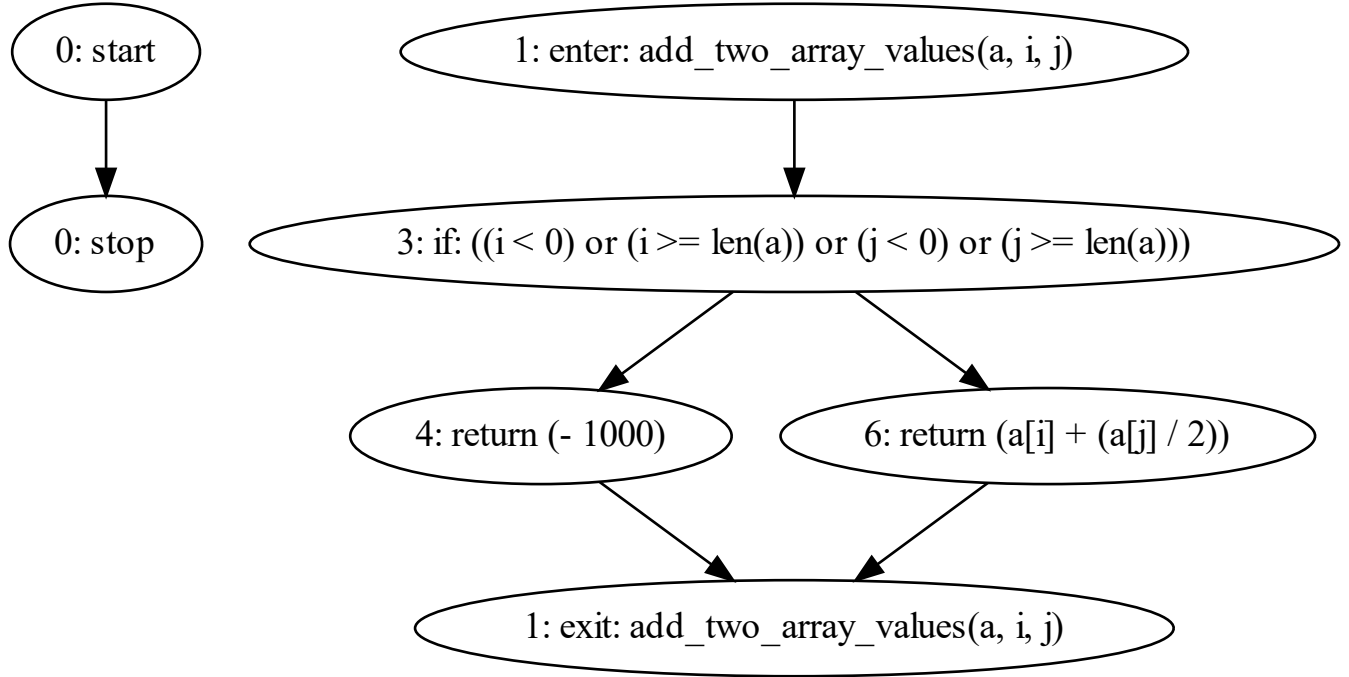 0: start
1: enter: add_two_array_values(a, i, j)
0: stop
3: if: ((i < 0) or (i >= len(a)) or (j < 0) or (j >= len(a)))
4: return (- 1000)
6: return (a[i] + (a[j] / 2))
1: exit: add_two_array_values(a, i, j)